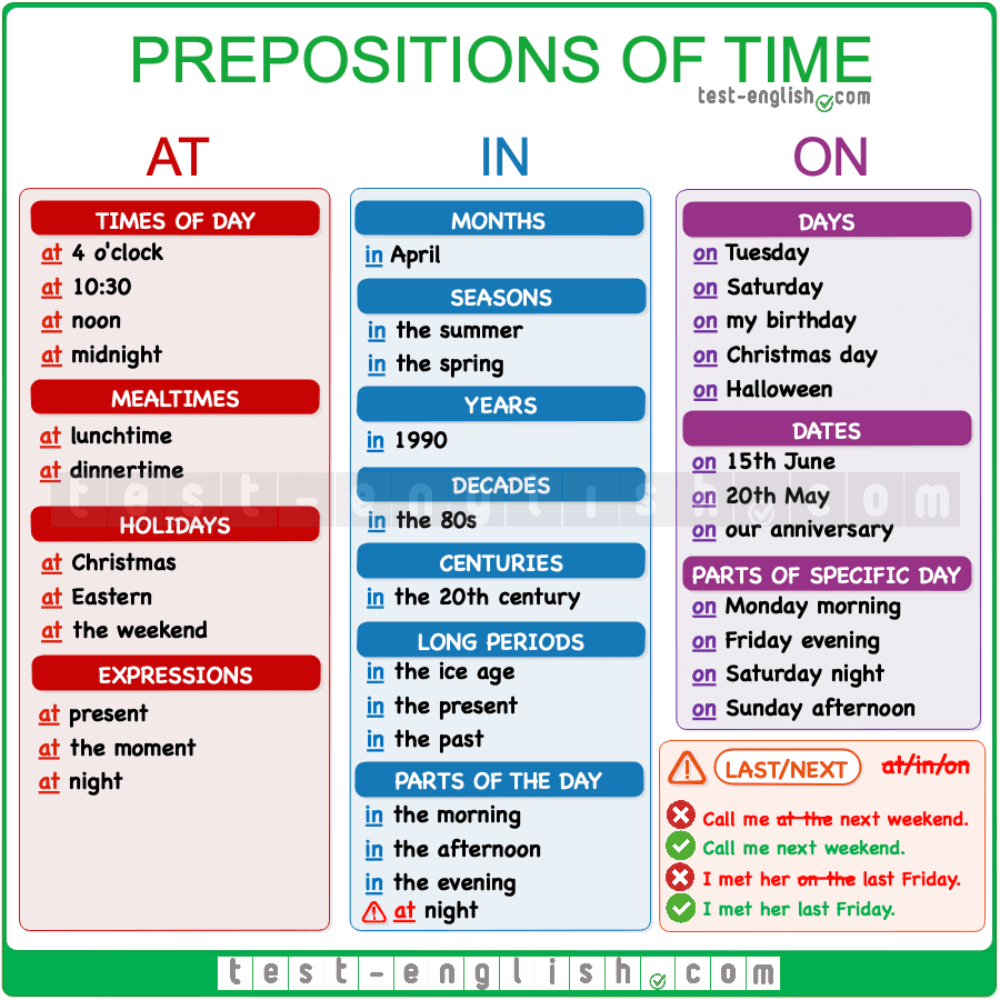 PREPOSITIONS OF TIME
test-english.com
AT
TIMES OF DAY
at 4 o'clock
at 10:30
at noon
at midnight
MEALTIMES
at lunchtime
at dinnertime
HOLIDAYS
at Christmas
at Eastern
at the weekend
EXPRESSIONS
at present
at the moment
at night
IN
MONTHS
in April
SEASONS
in the summer
in the spring
YEARS
in 1990
DECADES
in the 80s
CENTURIES
in the 20th century
LONG PERIODS
in the ice age
in the present
in the past
PARTS OF THE DAY
in the morning
in the afternoon
in the evening
at night
ON
DAYS
on Tuesday
on Saturday
on my birthday
on Christmas day
on Halloween
DATES
on 15th June
on 20th May
on our anniversary
PARTS OF SPECIFIC DAY
on Monday morning
on Friday evening
on Saturday night
on Sunday afternoon
LAST/NEXT at/in/on
Call me at the next weekend.
Call me next weekend.
I met her on the last Friday.
I met her last Friday.
test-english.com
test-english.com